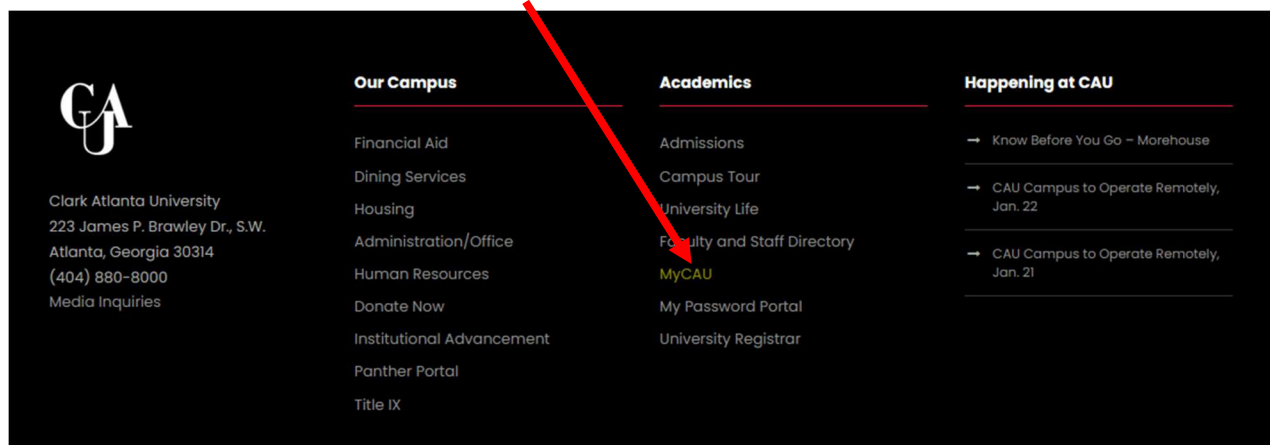 CAU
Clark Atlanta University
223 James P. Brawley Dr., S.W.
Atlanta, Georgia 30314
(404) 880-8000
Media Inquiries
Our Campus
Financial Aid
Dining Services
Housing
Administration/Office
Human Resources
Donate Now
Institutional Advancement
Panther Portal
Title IX
Academics
Admissions
Campus Tour
University Life
Faculty and Staff Directory
MyCAU
My Password Portal
University Registrar
Happening at CAU
Know Before You Go – Morehouse
CAU Campus to Operate Remotely,
Jan. 22
CAU Campus to Operate Remotely,
Jan. 21